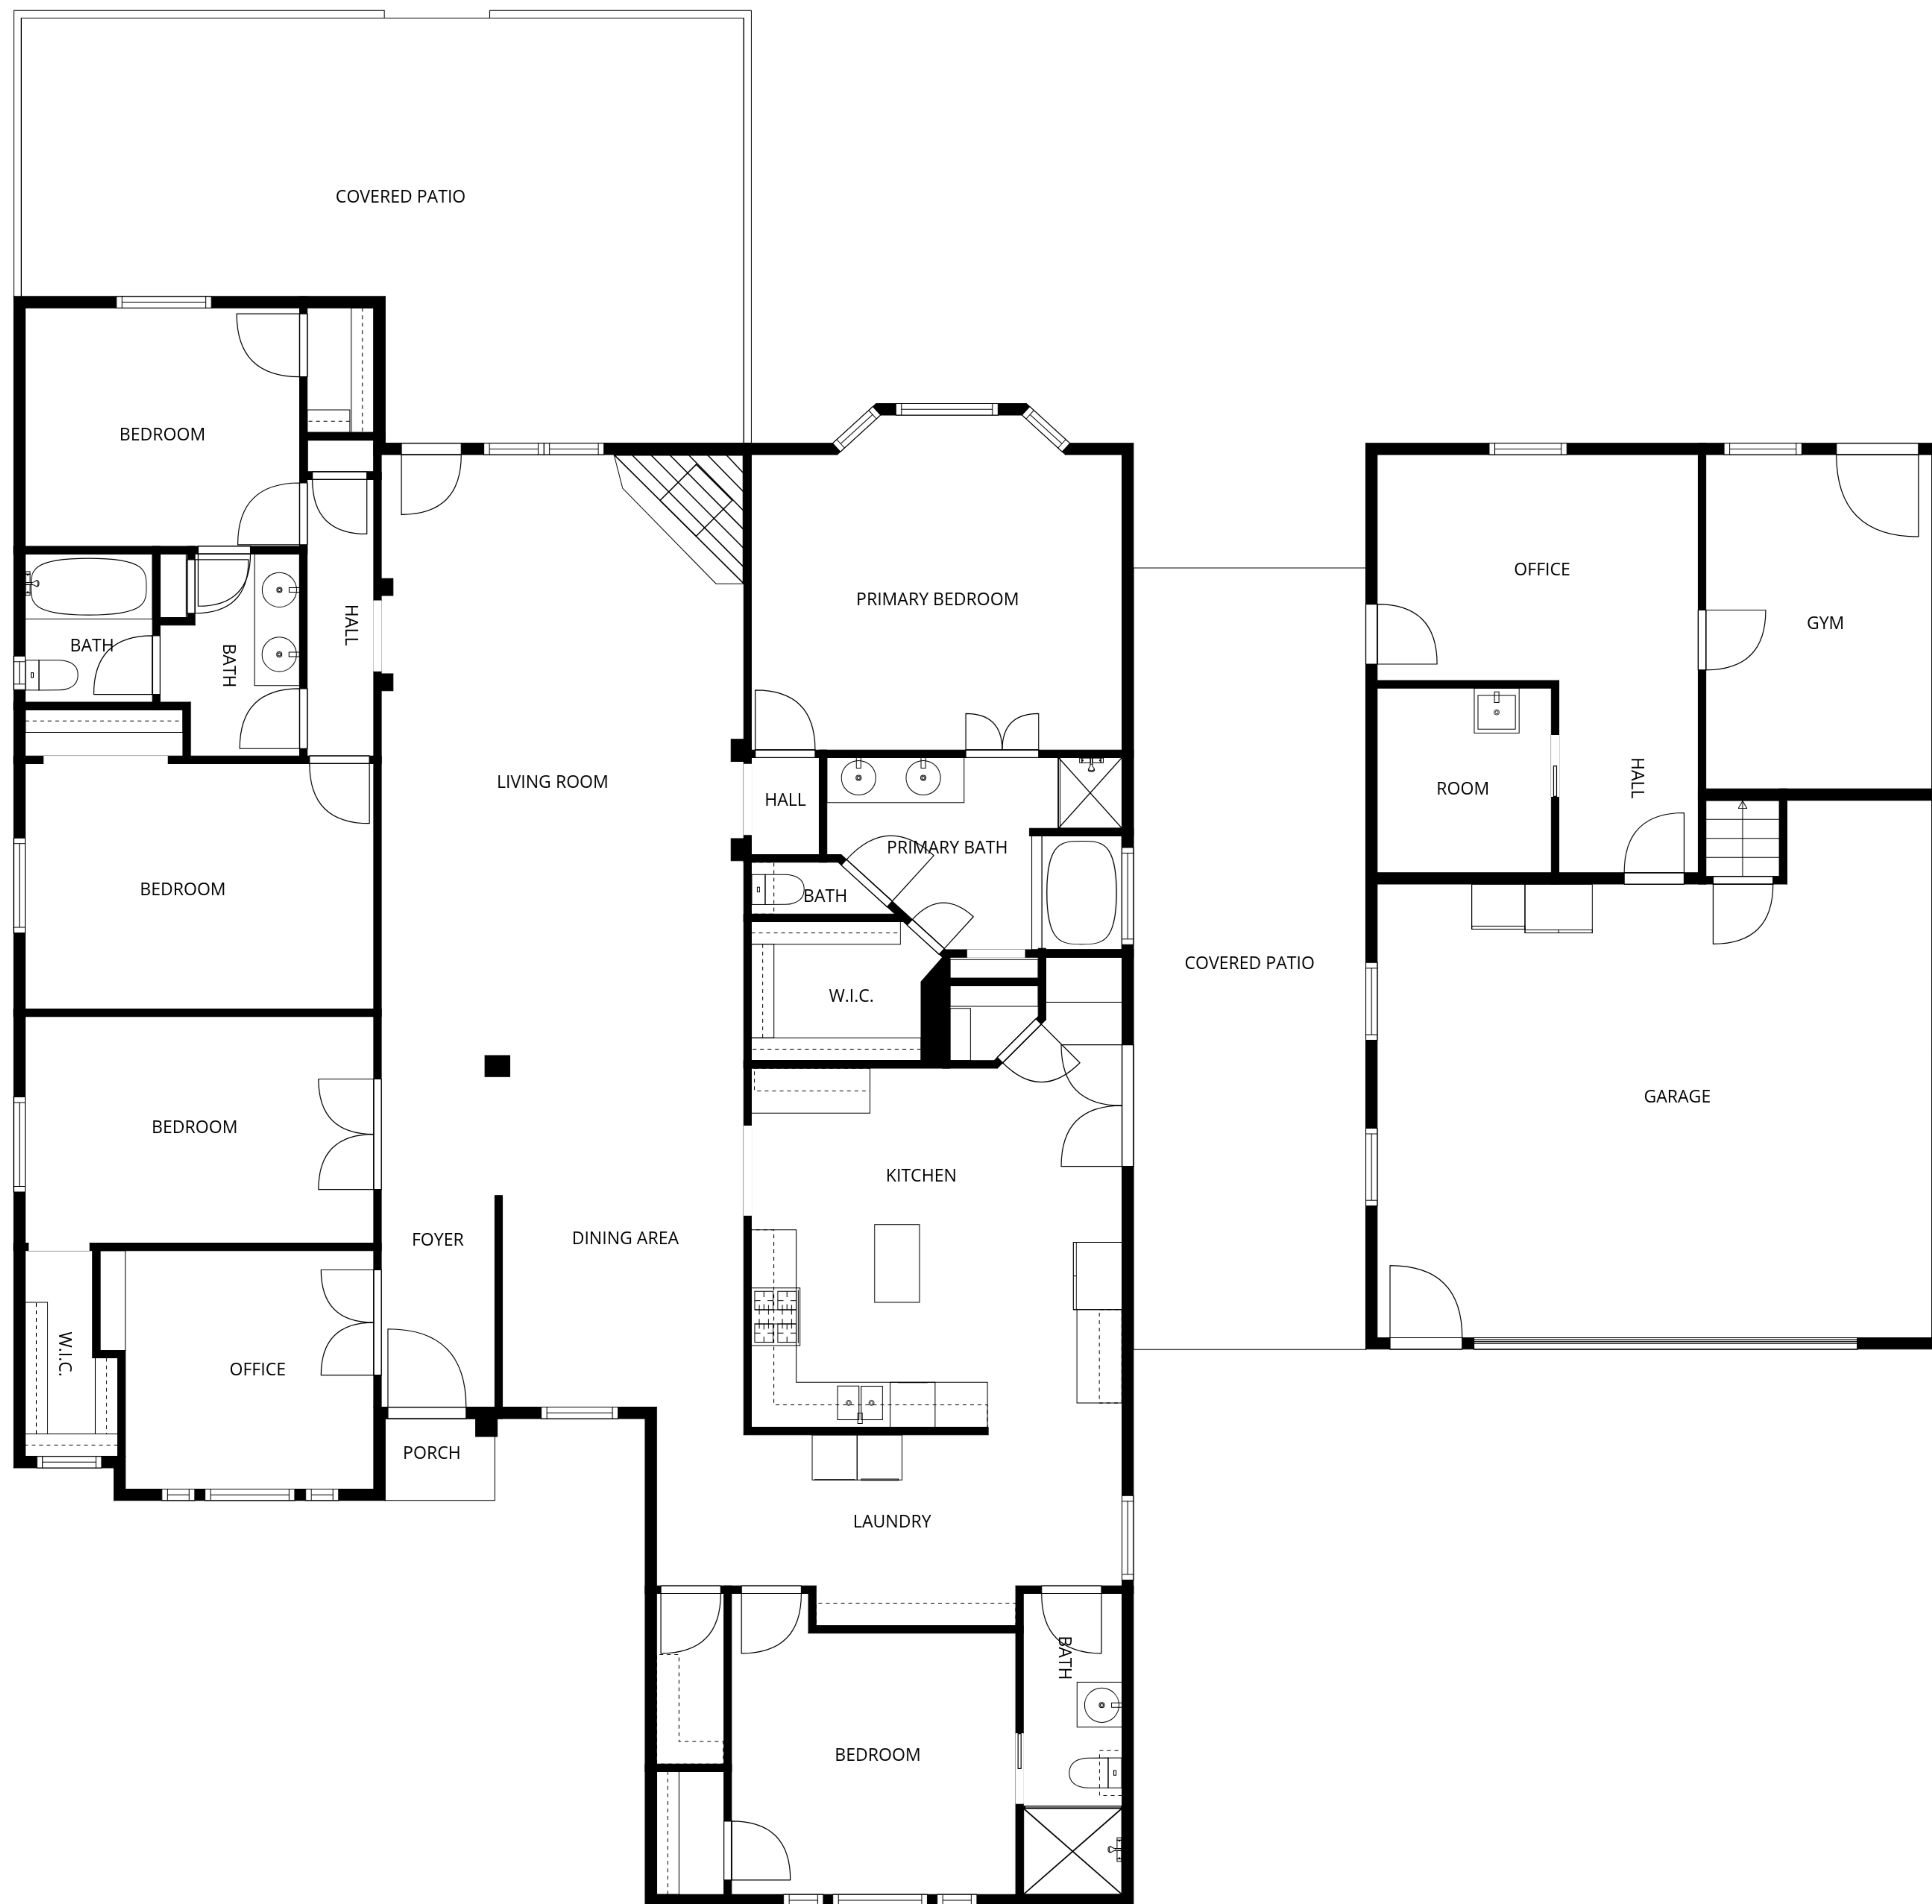 COVERED PATIO
BEDROOM
OFFICE
PRIMARY BEDROOM
GYM
HALL
BATH
BATH
LIVING ROOM
HALL
ROOM
HALL
PRIMARY BATH
BEDROOM
BATH
COVERED PATIO
W.I.C.
GARAGE
BEDROOM
KITCHEN
FOYER
DINING AREA
W.I.C.
OFFICE
PORCH
LAUNDRY
BATH
BEDROOM